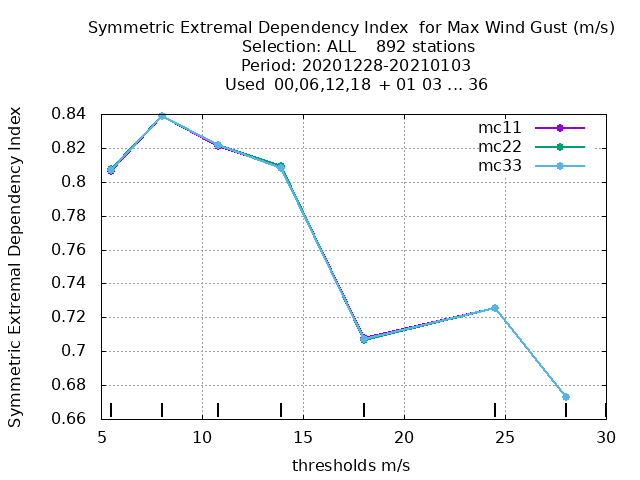 Symmetric Extremal Dependency Index  for Max Wind Gust (m/s)
Selection: ALL    892 stations
Period: 20201228-20210103
Used  00,06,12,18  + 01 03 ... 36
Symmetric Extremal Dependency Index
0.84
0.82
0.8
0.78
0.76
0.74
0.72
0.7
0.68
0.66
mc11
mc22
mc33
5 10 15 20 25 30
thresholds m/s